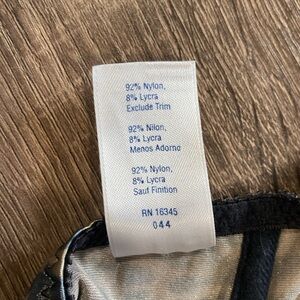 92% Nylon,
8% Lycra
Exclude Trim
92% Nilon,
8% Lycra
Menos Adorno
92% Nylon,
8% Lycra
Sauf Finition
RN 16345
044